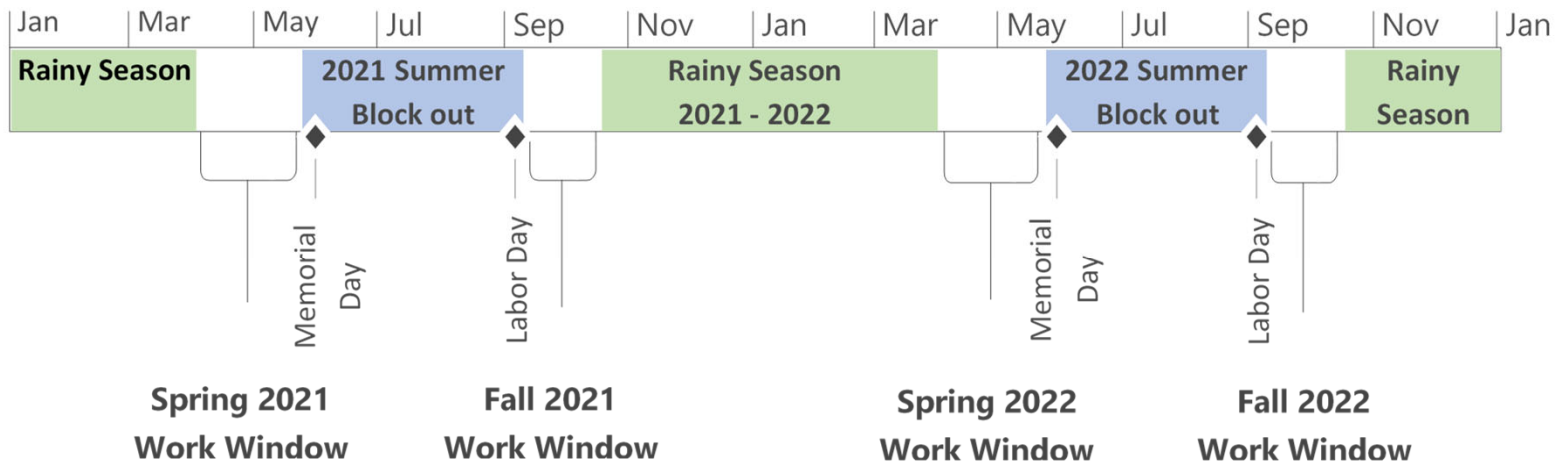 Jan Mar May Jul Sep Nov Jan Mar May Jul Sep Nov Jan
Rainy Season
2021 Summer
Block out
Rainy Season
2021 - 2022
2022 Summer
Block out
Rainy
Season
Memorial
Day
Labor Day
Memorial
Day
Labor Day
Spring 2021
Work Window
Fall 2021
Work Window
Spring 2022
Work Window
Fall 2022
Work Window